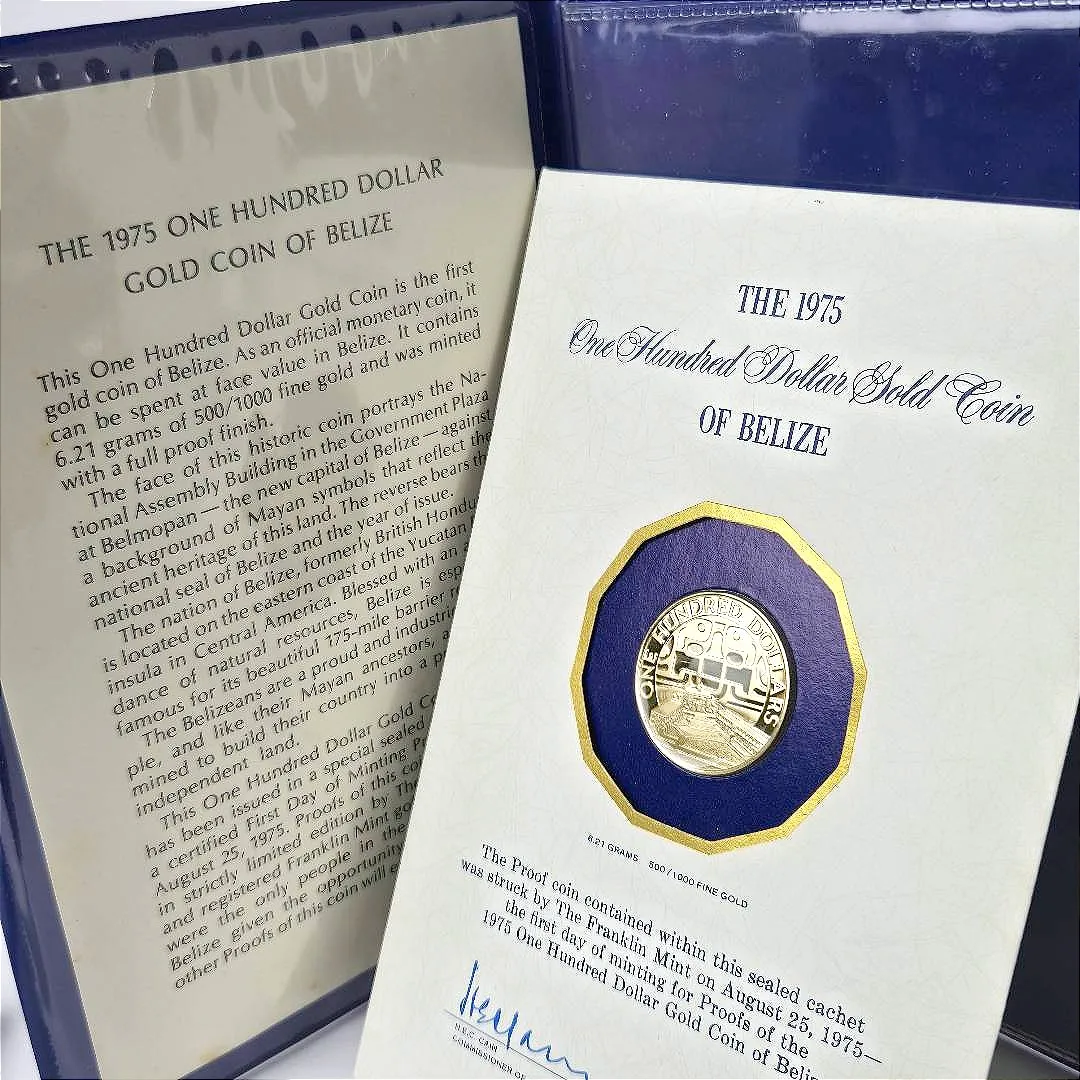 THE 1975 ONE HUNDRED DOLLAR
GOLD COIN OF BELIZE
This One Hundred Dollar Gold Coin is the first
gold coin of Belize. As an official monetary coin, it
can be spent at face value in Belize. It contains
6.21 grams of 500/1000 fine gold and was minted
with a full proof finish.
The face of this historic coin portrays the Na-
tional Assembly Building in the Government Plaza
at Belmopan—the new capital of Belize—against
a background of Mayan symbols that reflect the
ancient heritage of this land. The reverse bears th
national seal of Belize and the year of issue.
The nation of Belize, formerly British Hondu
is located on the eastern coast of the Yucatan
insula in Central America. Blessed with an a
dance of natural resources, Belize is esp
famous for its beautiful 175-mile barrier r
The Belizeans are a proud and industri
ple, and like their Mayan ancestors, a
mined to build their country into a p
independent land.
This One Hundred Dollar Gold Co
has been issued in a special sealed
a certified First Day of Minting P
August 25, 1975. Proofs of this coi
in strictly limited edition by The
and registered Franklin Mint go
were the only people in the
Belize given the opportunity
other Proofs of this coin will e
THE 1975
One Hundred Dollar Gold Coin
OF BELIZE
ONE HUNDRED DOLLARS
6.21 GRAMS 500/1000 FINE GOLD
The Proof coin contained within this sealed cachet
was struck by The Franklin Mint on August 25, 1975—
the first day of minting for Proofs of the
1975 One Hundred Dollar Gold Coin of Beliz
H.E.C. CAIN
COMMISSIONER OF